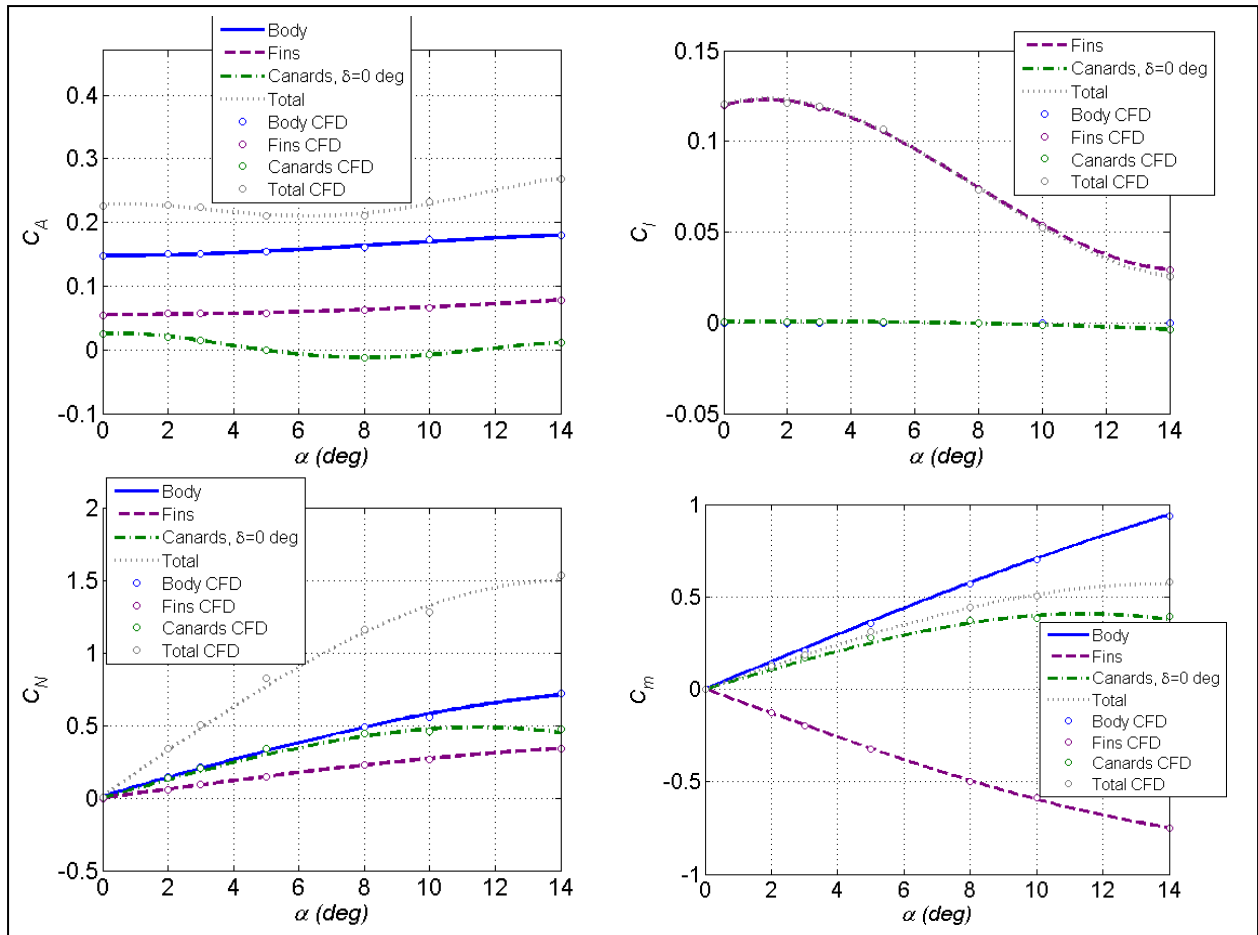 Body
Fins
Canards, δ=0 deg
Total
Body CFD
Fins CFD
Canards CFD
Total CFD
0.4
0.3
0.2
0.1
0
-0.1
C_A
0 2 4 6 8 10 12 14
α (deg)
Fins
Canards, δ=0 deg
Total
Body CFD
Fins CFD
Canards CFD
Total CFD
0.15
0.1
0.05
0
-0.05
C_l
0 2 4 6 8 10 12 14
α (deg)
Body
Fins
Canards, δ=0 deg
Total
Body CFD
Fins CFD
Canards CFD
Total CFD
2
1.5
1
0.5
0
-0.5
C_N
0 2 4 6 8 10 12 14
α (deg)
1
0.5
0
-0.5
-1
C_m
Body
Fins
Canards, δ=0 deg
Total
Body CFD
Fins CFD
Canards CFD
Total CFD
0 2 4 6 8 10 12 14
α (deg)